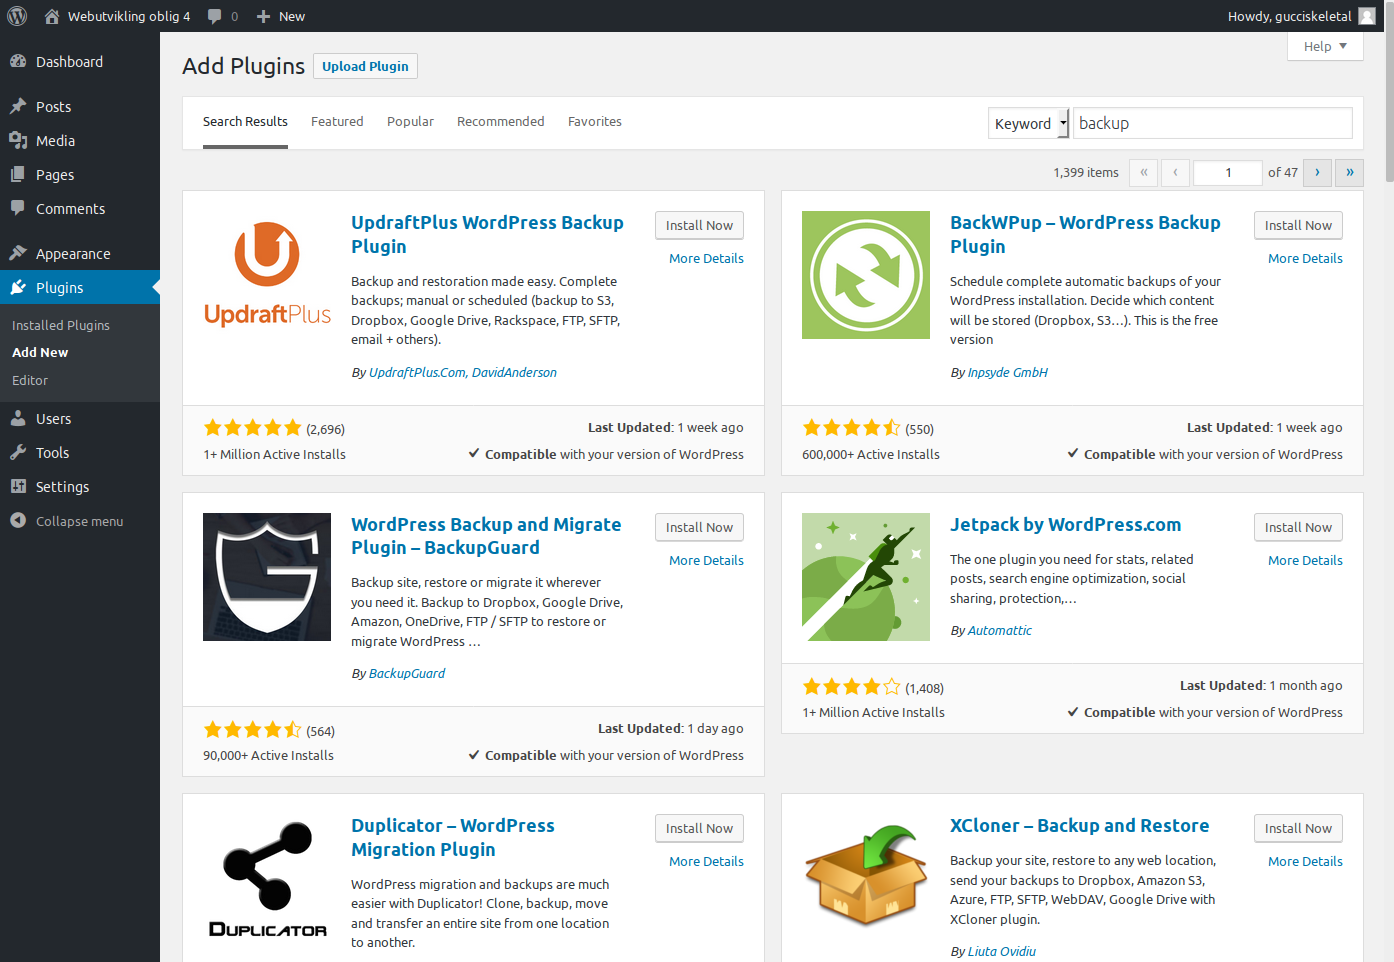 Webutvikling oblig 4
0
New
Howdy, gucciskeletal
Dashboard
Posts
Media
Pages
Comments
Appearance
Plugins
Installed Plugins
Add New
Editor
Users
Tools
Settings
Collapse menu
Help
Add Plugins
Upload Plugin
Search Results
Featured
Popular
Recommended
Favorites
Keyword
backup
1,399 items
«
‹
1
of 47
›
»
UpdraftPlus
UpdraftPlus WordPress Backup
Plugin
Install Now
More Details
Backup and restoration made easy. Complete
backups; manual or scheduled (backup to S3,
Dropbox, Google Drive, Rackspace, FTP, SFTP,
email + others).
By UpdraftPlus.Com, DavidAnderson
(2,696)
Last Updated: 1 week ago
1+ Million Active Installs
Compatible with your version of WordPress
BackWPup – WordPress Backup
Plugin
Install Now
More Details
Schedule complete automatic backups of your
WordPress installation. Decide which content
will be stored (Dropbox, S3…). This is the free
version
By Inpsyde GmbH
(550)
Last Updated: 1 week ago
600,000+ Active Installs
Compatible with your version of WordPress
WordPress Backup and Migrate
Plugin – BackupGuard
Install Now
More Details
Backup site, restore or migrate it wherever
you need it. Backup to Dropbox, Google Drive,
Amazon, OneDrive, FTP / SFTP to restore or
migrate WordPress …
By BackupGuard
(564)
Last Updated: 1 day ago
90,000+ Active Installs
Compatible with your version of WordPress
Jetpack by WordPress.com
Install Now
More Details
The one plugin you need for stats, related
posts, search engine optimization, social
sharing, protection,…
By Automattic
(1,408)
Last Updated: 1 month ago
1+ Million Active Installs
Compatible with your version of WordPress
DUPLICATOR
Duplicator – WordPress
Migration Plugin
Install Now
More Details
WordPress migration and backups are much
easier with Duplicator! Clone, backup, move
and transfer an entire site from one location
to another.
XCloner – Backup and Restore
Install Now
More Details
Backup your site, restore to any web location,
send your backups to Dropbox, Amazon S3,
Azure, FTP, SFTP, WebDAV, Google Drive with
XCloner plugin.
By Liuta Ovidiu